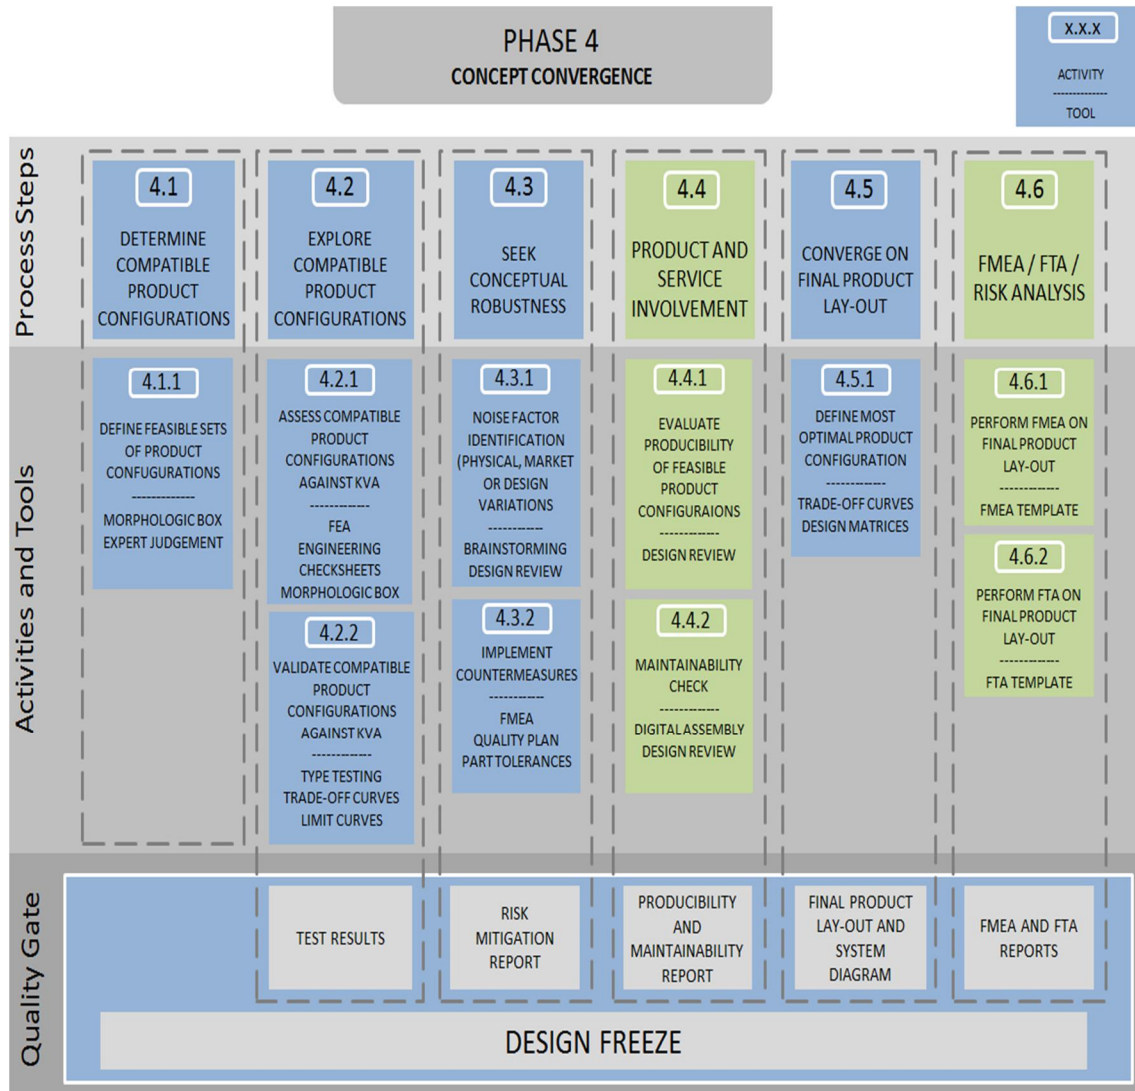 PHASE 4
CONCEPT CONVERGENCE
X.X.X
ACTIVITY
--------------
TOOL
Process Steps
4.1
DETERMINE
COMPATIBLE
PRODUCT
CONFIGURATIONS
4.2
EXPLORE
COMPATIBLE
PRODUCT
CONFIGURATIONS
4.3
SEEK
CONCEPTUAL
ROBUSTNESS
4.4
PRODUCT AND
SERVICE
INVOLVEMENT
4.5
CONVERGE ON
FINAL PRODUCT
LAY-OUT
4.6
FMEA / FTA /
RISK ANALYSIS
Activities and Tools
4.1.1
DEFINE FEASIBLE SETS
OF PRODUCT
CONFUGURATIONS
-------------
MORPHOLOGIC BOX
EXPERT JUDGEMENT
4.2.1
ASSESS COMPATIBLE
PRODUCT
CONFIGURATIONS
AGAINST KVA
-------------
FEA
ENGINEERING
CHECKSHEETS
MORPHOLOGIC BOX
4.2.2
VALIDATE COMPATIBLE
PRODUCT
CONFIGURATIONS
AGAINST KVA
-------------
TYPE TESTING
TRADE-OFF CURVES
LIMIT CURVES
4.3.1
NOISE FACTOR
IDENTIFICATION
(PHYSICAL, MARKET
OR DESIGN
VARIATIONS
------------
BRAINSTORMING
DESIGN REVIEW
4.3.2
IMPLEMENT
COUNTERMEASURES
------------
FMEA
QUALITY PLAN
PART TOLERANCES
4.4.1
EVALUATE
PRODUCIBILITY
OF FEASIBLE
PRODUCT
CONFIGURAIONS
-------------
DESIGN REVIEW
4.4.2
MAINTAINABILITY
CHECK
-------------
DIGITAL ASSEMBLY
DESIGN REVIEW
4.5.1
DEFINE MOST
OPTIMAL PRODUCT
CONFIGURATION
-------------
TRADE-OFF CURVES
DESIGN MATRICES
4.6.1
PERFORM FMEA ON
FINAL PRODUCT
LAY-OUT
-------------
FMEA TEMPLATE
4.6.2
PERFORM FTA ON
FINAL PRODUCT
LAY-OUT
-------------
FTA TEMPLATE
Quality Gate
TEST RESULTS
RISK
MITIGATION
REPORT
PRODUCIBILITY
AND
MAINTAINABILITY
REPORT
FINAL PRODUCT
LAY-OUT AND
SYSTEM
DIAGRAM
FMEA AND FTA
REPORTS
DESIGN FREEZE